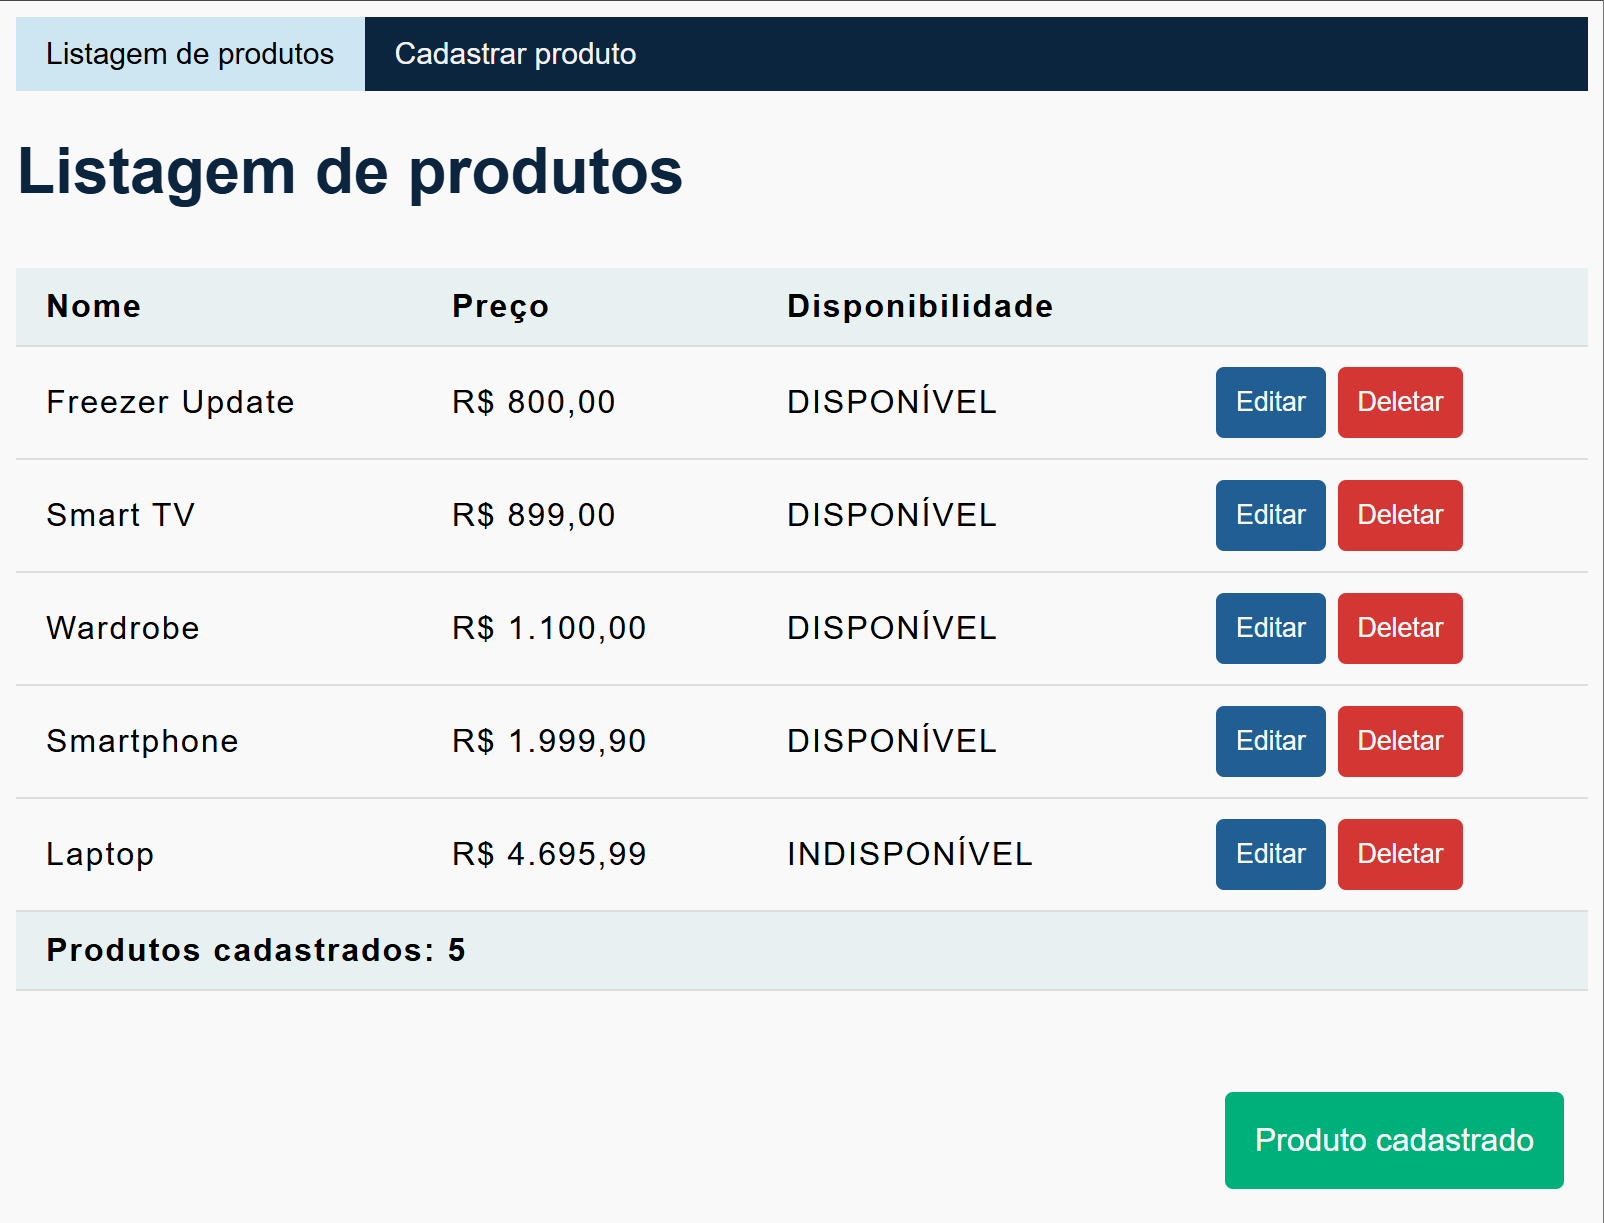 Listagem de produtos Cadastrar produto
Listagem de produtos
Nome Preço Disponibilidade
Freezer Update R$ 800,00 DISPONÍVEL Editar Deletar
Smart TV R$ 899,00 DISPONÍVEL Editar Deletar
Wardrobe R$ 1.100,00 DISPONÍVEL Editar Deletar
Smartphone R$ 1.999,90 DISPONÍVEL Editar Deletar
Laptop R$ 4.695,99 INDISPONÍVEL Editar Deletar
Produtos cadastrados: 5
Produto cadastrado